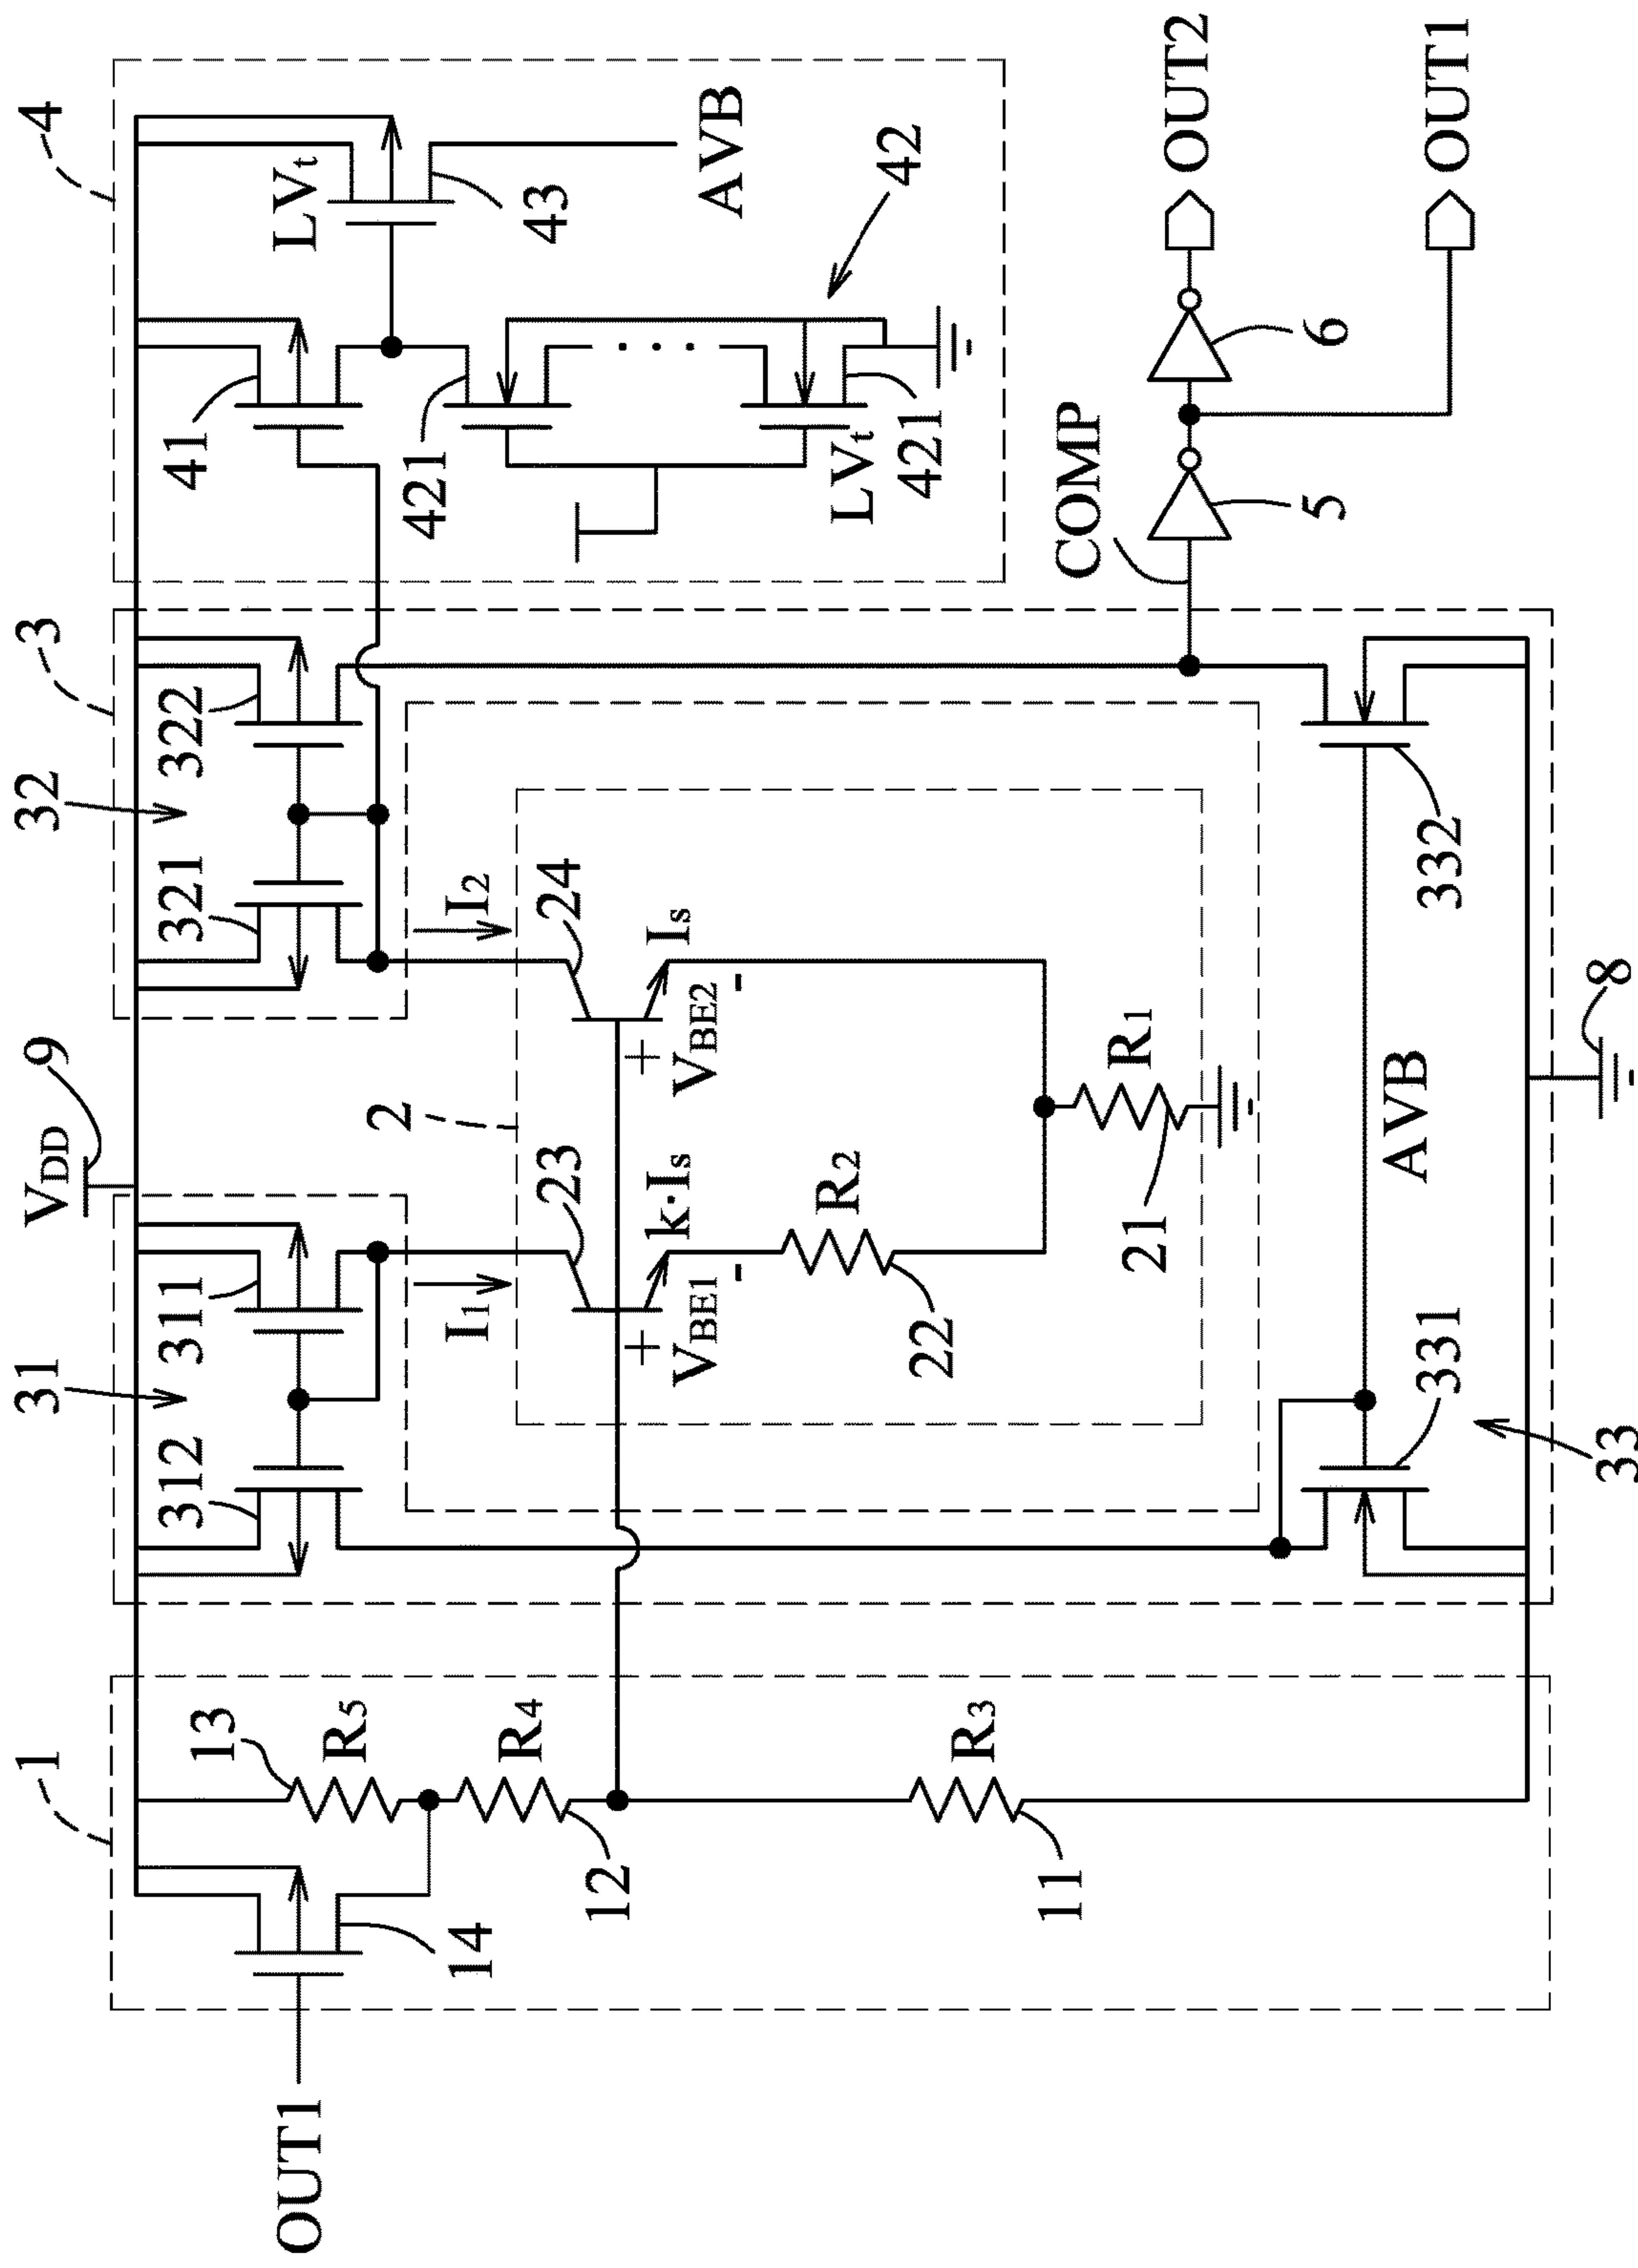 1
OUT1
14
13
R5
R4
12
R3
11
VDD
9
31
312
311
I1
2
23
VBE1
+
-
k·Is
R2
22
R1
21
+
VBE2
-
Is
24
I2
3
32
321
322
331
33
AVB
332
8
4
41
421
LVt
421
42
LVt
43
AVB
COMP
5
6
OUT2
OUT1